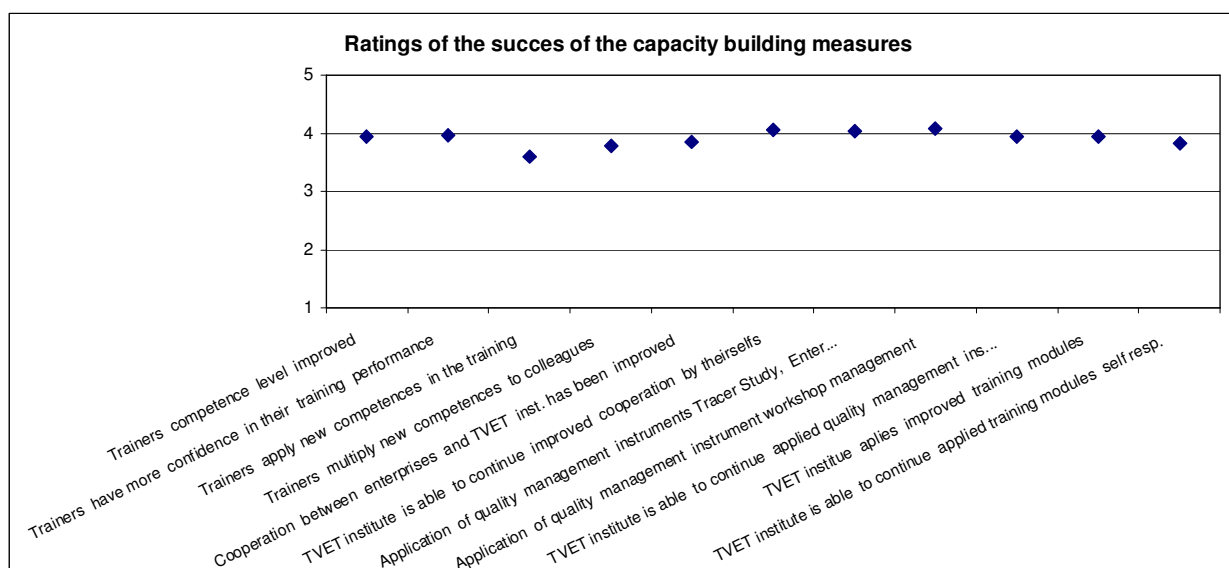 Ratings of the succes of the capacity building measures
5
4
3
2
1
Trainers competence level improved
Trainers have more confidence in their training performance
Trainers apply new competences in the training
Trainers multiply new competences to colleagues
Cooperation between enterprises and TVET inst. has been improved
TVET institute is able to continue improved cooperation by theirselfs
Application of quality management instruments Tracer Study, Enter...
Application of quality management instrument workshop management
TVET institute is able to continue applied quality management ins...
TVET institue aplies improved training modules
TVET institute is able to continue applied training modules self resp.